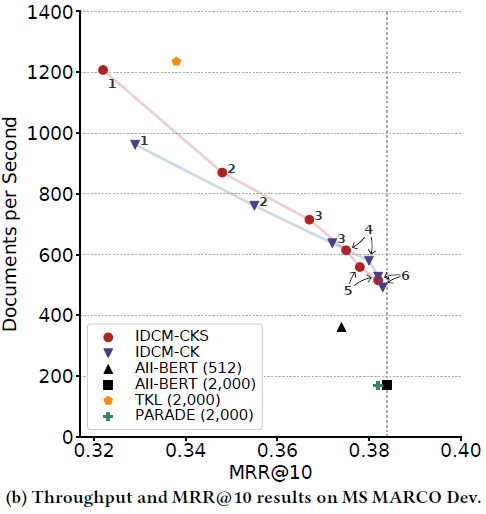 1400
1200
1000
800
600
400
200
0
Documents per Second
1
1
2
2
3
3
4
5
6
IDCM-CKS
IDCM-CK
All-BERT (512)
All-BERT (2,000)
TKL (2,000)
PARADE (2,000)
0.32 0.34 0.36 0.38 0.40
MRR@10
(b) Throughput and MRR@10 results on MS MARCO Dev.